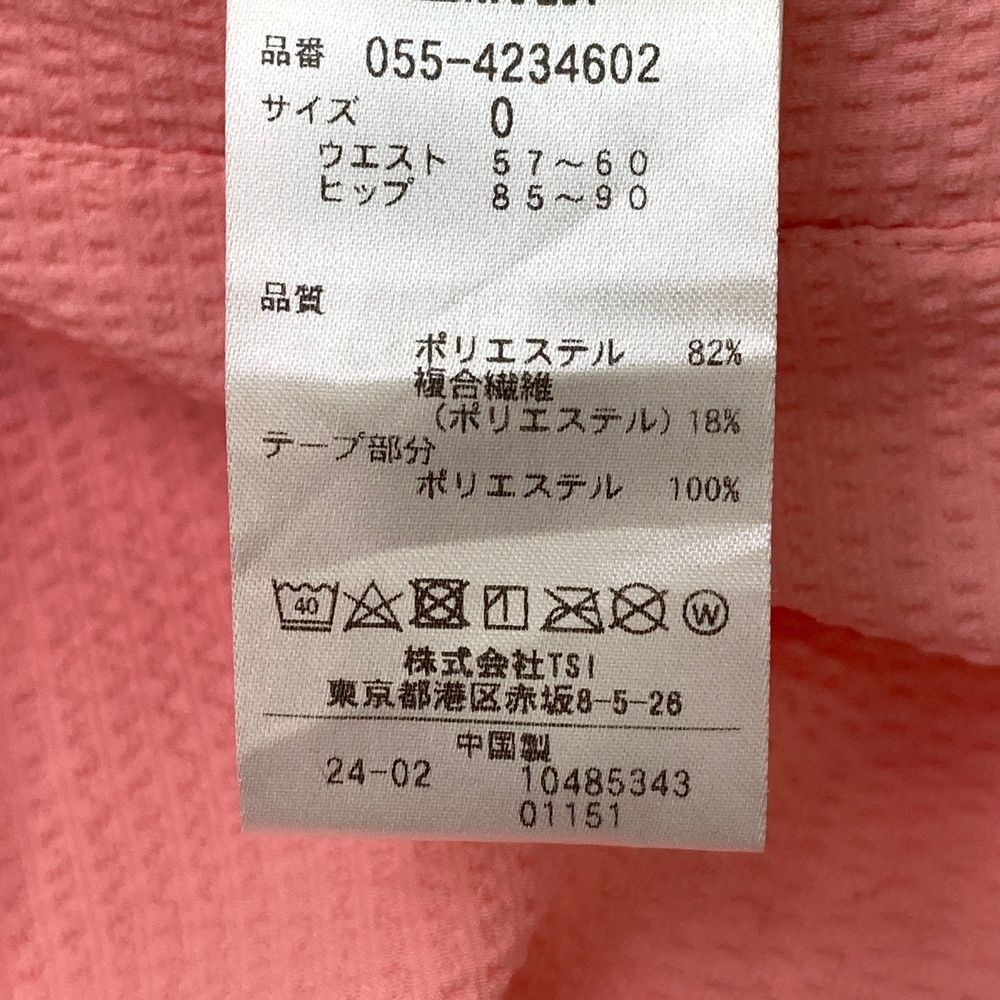 品番 055-4234602
サイズ 0
ウエスト 57～60
ヒップ 85～90
品質
ポリエステル 82%
複合繊維
(ポリエステル) 18%
テープ部分
ポリエステル 100%
40 W
株式会社TSI
東京都港区赤坂8-5-26
中国製
24-02 10485343
01151